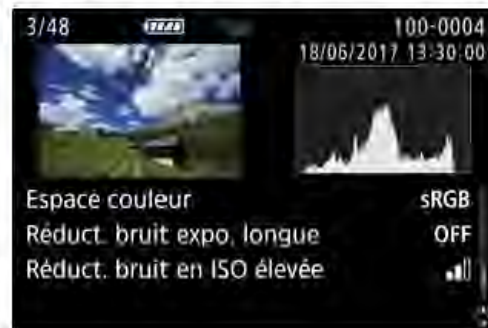 3/48 100-0004
18/06/2017 13:30:00
Espace couleur sRGB
Réduct. bruit expo. longue OFF
Réduct. bruit en ISO élevée